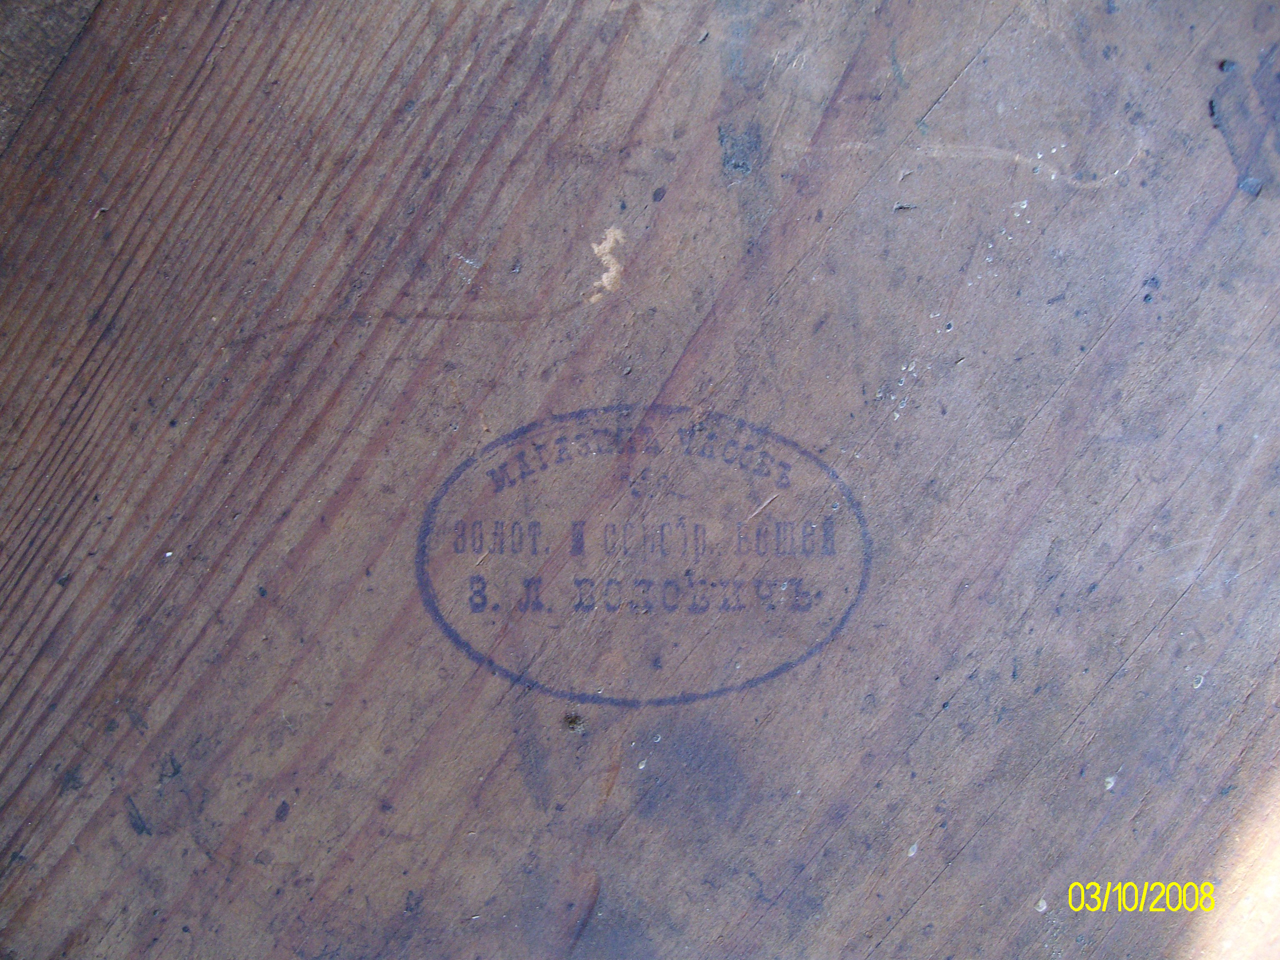 МАГАЗИНЪ ЧАСОВЪ
ЗОЛОТ. И СЕРЕБР. ВЕЩЕЙ
З. Л.
03/10/2008